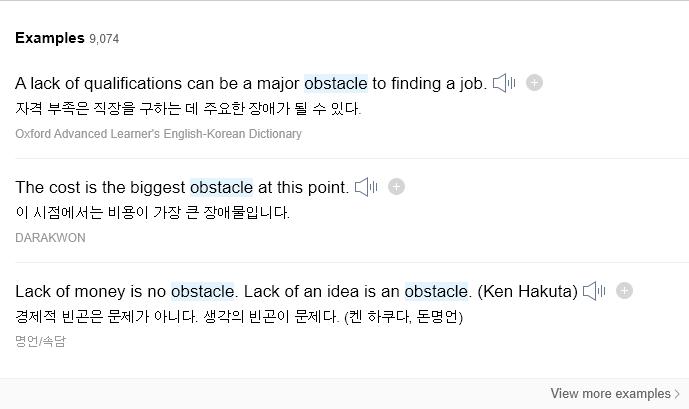 Examples 9,074
A lack of qualifications can be a major obstacle to finding a job.
자격 부족은 직장을 구하는 데 주요한 장애가 될 수 있다.
Oxford Advanced Learner's English-Korean Dictionary
The cost is the biggest obstacle at this point.
이 시점에서는 비용이 가장 큰 장애물입니다.
DARAKWON
Lack of money is no obstacle. Lack of an idea is an obstacle. (Ken Hakuta)
경제적 빈곤은 문제가 아니다. 생각의 빈곤이 문제다. (켄 하쿠다, 돈명언)
명언/속담
View more examples